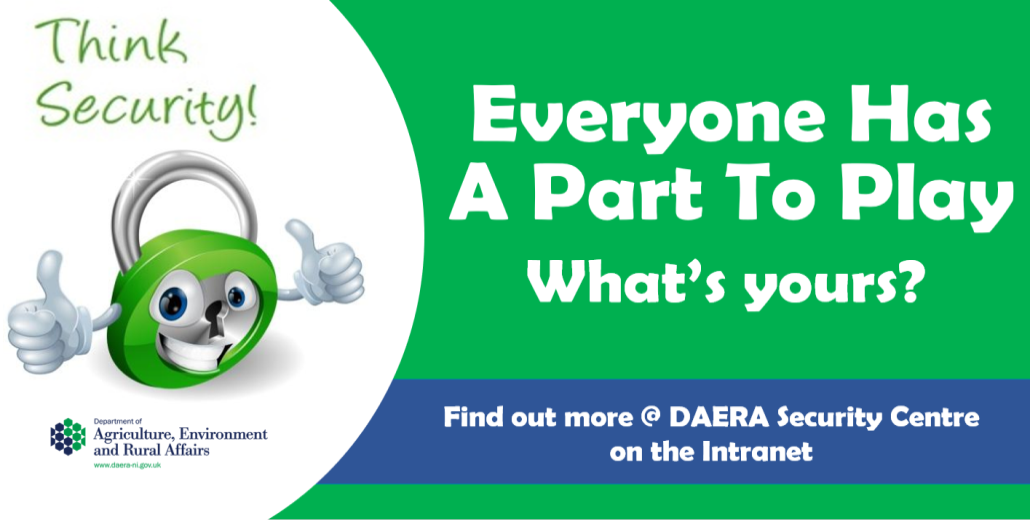 Think
Security!
Everyone Has
A Part To Play
What's yours?
Department of
Agriculture, Environment
and Rural Affairs
www.daera-ni.gov.uk
Find out more @ DAERA Security Centre
on the Intranet